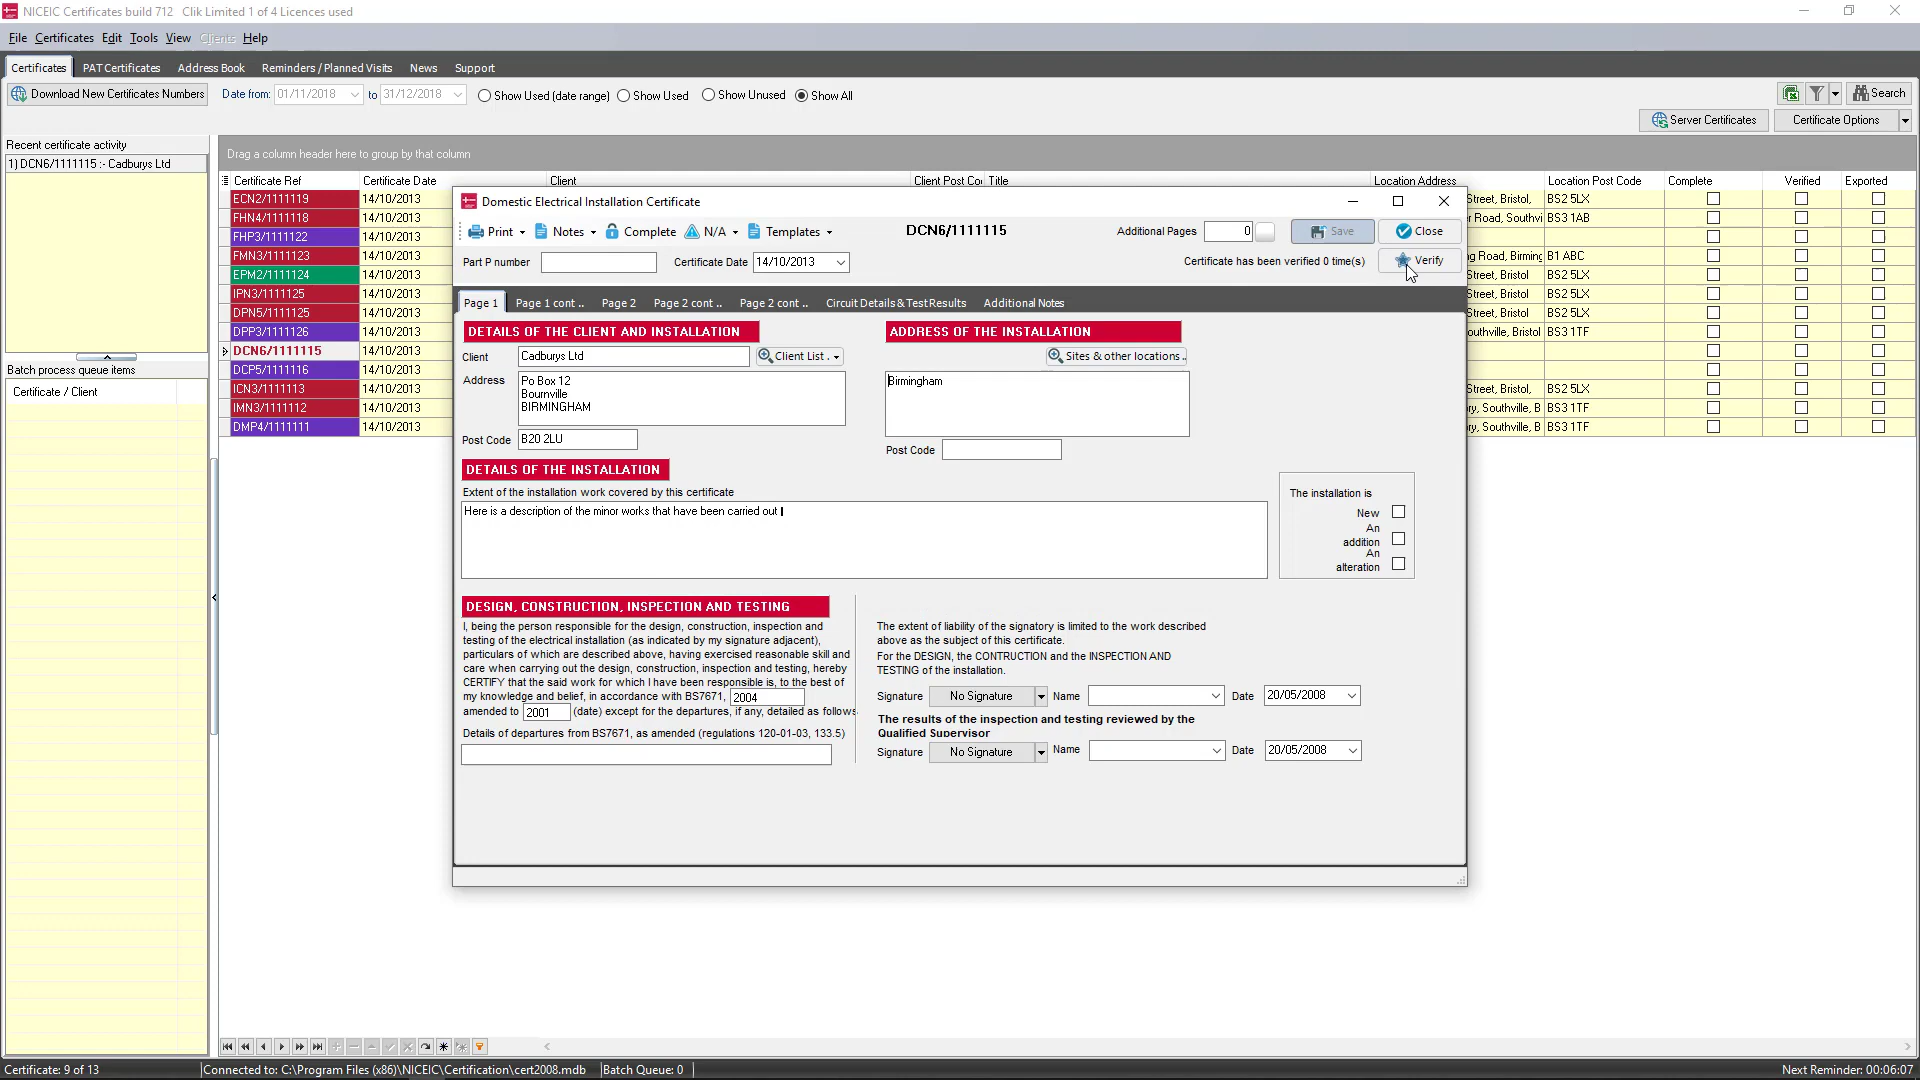 NICEIC Certificates build 712 Clik Limited 1 of 4 Licences used
File Certificates Edit Tools View Clients Help
Certificates PAT Certificates Address Book Reminders / Planned Visits News Support
Download New Certificates Numbers Date from: 01/11/2018 to 31/12/2018 Show Used (date range) Show Used Show Unused Show All Search
Server Certificates Certificate Options
Recent certificate activity
1) DCN6/1111115 :- Cadburys Ltd
Batch process queue items
Certificate / Client
Drag a column header here to group by that column
Certificate Ref Certificate Date Client Client Post Co Title Location Address Location Post Code Complete Verified Exported
ECN2/1111119 14/10/2013 Street, Bristol, BS2 5LX
FHN4/1111118 14/10/2013 r Road, Southvi BS3 1AB
FHP3/1111122 14/10/2013
FMN3/1111123 14/10/2013 g Road, Birming B1 ABC
EPM2/1111124 14/10/2013 Street, Bristol BS2 5LX
IPN3/1111125 14/10/2013 Street, Bristol BS2 5LX
DPN5/1111125 14/10/2013 Street, Bristol BS2 5LX
DPP3/1111126 14/10/2013 outhville, Bristol BS3 1TF
DCN6/1111115 14/10/2013
DCP5/1111116 14/10/2013
ICN3/1111113 14/10/2013 Street, Bristol, BS2 5LX
IMN3/1111112 14/10/2013 ry, Southville, B BS3 1TF
DMP4/1111111 14/10/2013 ry, Southville, B BS3 1TF
Domestic Electrical Installation Certificate
Print Notes Complete N/A Templates DCN6/1111115 Additional Pages 0 Save Close
Part P number Certificate Date 14/10/2013 Certificate has been verified 0 time(s) Verify
Page 1 Page 1 cont .. Page 2 Page 2 cont .. Page 2 cont .. Circuit Details & Test Results Additional Notes
DETAILS OF THE CLIENT AND INSTALLATION
Client Cadburys Ltd Client List .
Address Po Box 12
Bournville
BIRMINGHAM
Post Code B20 2LU
ADDRESS OF THE INSTALLATION
Sites & other locations..
Birmingham
Post Code
DETAILS OF THE INSTALLATION
Extent of the installation work covered by this certificate
Here is a description of the minor works that have been carried out
The installation is
New
An
addition
An
alteration
DESIGN, CONSTRUCTION, INSPECTION AND TESTING
I, being the person responsible for the design, construction, inspection and
testing of the electrical installation (as indicated by my signature adjacent),
particulars of which are described above, having exercised reasonable skill and
care when carrying out the design, construction, inspection and testing, hereby
CERTIFY that the said work for which I have been responsible is, to the best of
my knowledge and belief, in accordance with BS7671, 2004
amended to 2001 (date) except for the departures, if any, detailed as follows
Details of departures from BS7671, as amended (regulations 120-01-03, 133.5)
The extent of liability of the signatory is limited to the work described
above as the subject of this certificate.
For the DESIGN, the CONTRUCTION and the INSPECTION AND
TESTING of the installation.
Signature No Signature Name Date 20/05/2008
The results of the inspection and testing reviewed by the
Qualified Supervisor
Signature No Signature Name Date 20/05/2008
Certificate: 9 of 13 Connected to: C:\Program Files (x86)\NICEIC\Certification\cert2008.mdb Batch Queue: 0 Next Reminder: 00:06:07